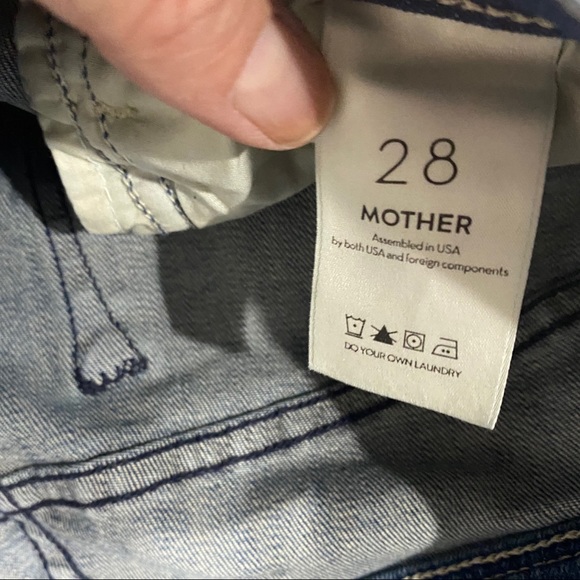 28
MOTHER
Assembled in USA
by both USA and foreign components
DO YOUR OWN LAUNDRY